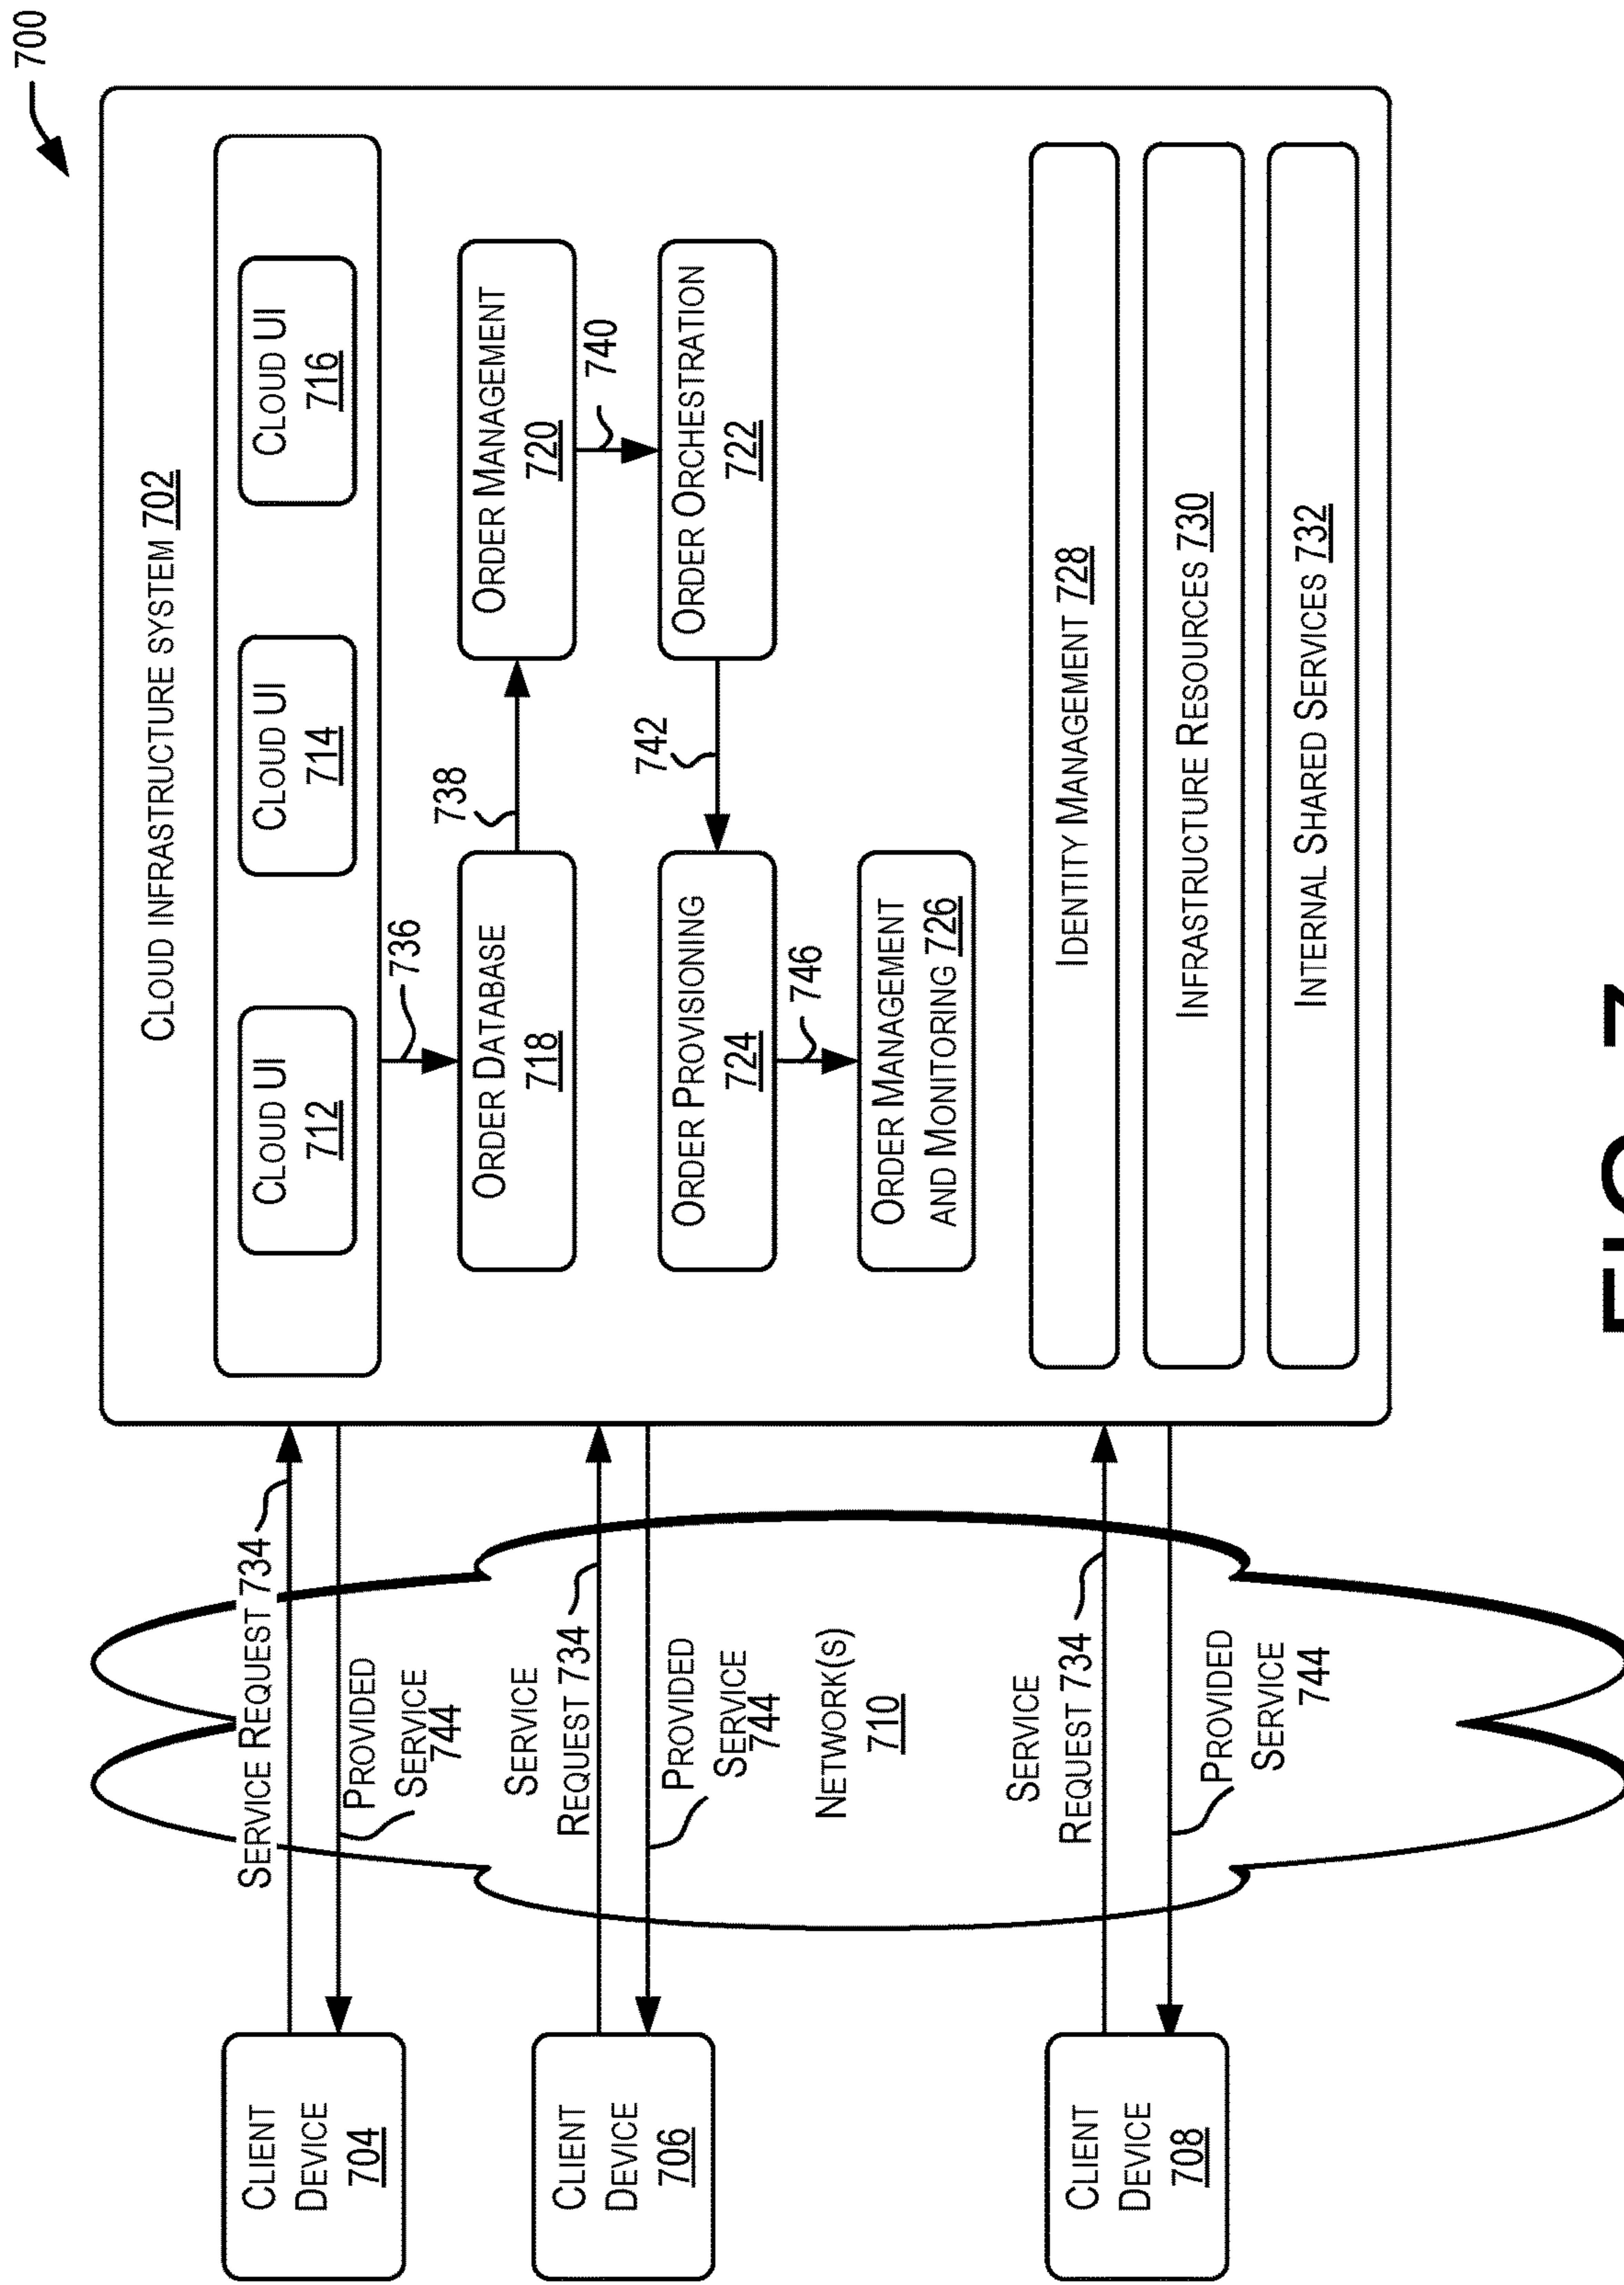 700
CLOUD INFRASTRUCTURE SYSTEM 702
CLOUD UI
712
CLOUD UI
714
CLOUD UI
716
736
ORDER DATABASE
718
738
ORDER MANAGEMENT
720
740
ORDER PROVISIONING
724
742
ORDER ORCHESTRATION
722
746
ORDER MANAGEMENT
AND MONITORING 726
IDENTITY MANAGEMENT 728
INFRASTRUCTURE RESOURCES 730
INTERNAL SHARED SERVICES 732
CLIENT
DEVICE
704
SERVICE REQUEST 734
PROVIDED
SERVICE
744
CLIENT
DEVICE
706
SERVICE
REQUEST 734
PROVIDED
SERVICE
744
NETWORK(S)
710
CLIENT
DEVICE
708
SERVICE
REQUEST 734
PROVIDED
SERVICE
744